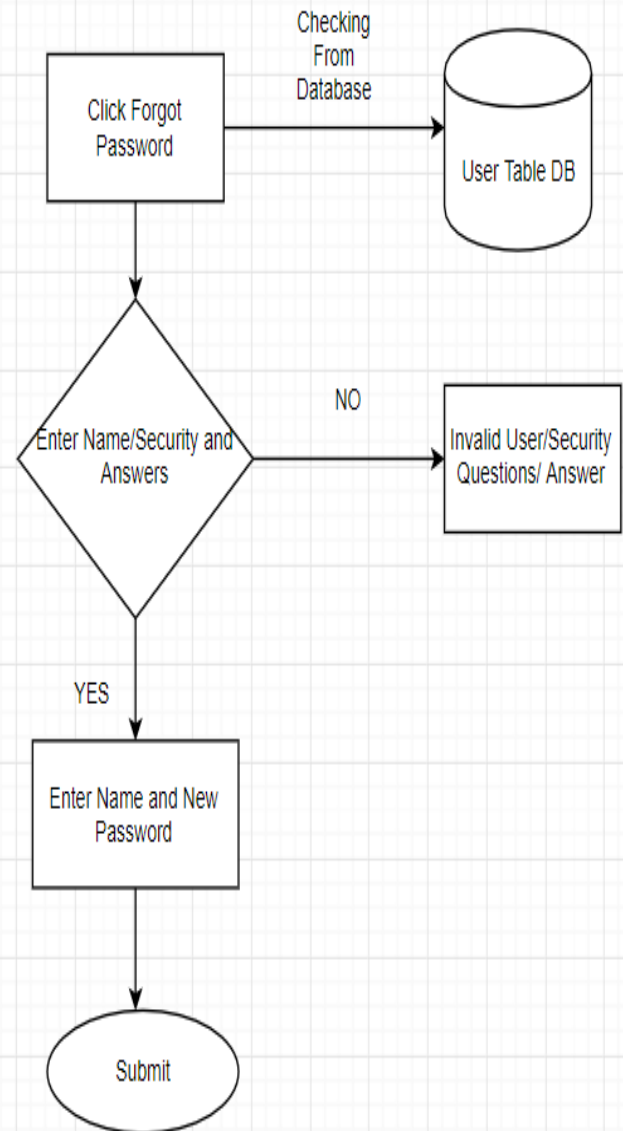 Checking
From
Database
Click Forgot
Password
User Table DB
Enter Name/Security and
Answers
NO
Invalid User/Security
Questions/ Answer
YES
Enter Name and New
Password
Submit